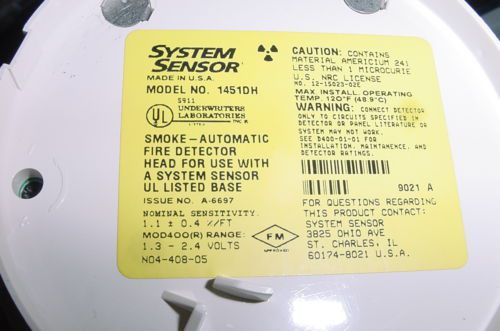 SYSTEM
SENSOR
MADE IN U.S.A.
MODEL NO. 1451DH
S911
UL
UNDERWRITERS
LABORATORIES
INC.®
LISTED
SMOKE-AUTOMATIC
FIRE DETECTOR
HEAD FOR USE WITH
A SYSTEM SENSOR
UL LISTED BASE
ISSUE NO. A-6697
NOMINAL SENSITIVITY.
1.1 ± 0.4 %/FT
MOD400(R) RANGE:
1.3 - 2.4 VOLTS
N04-408-05
CAUTION: CONTAINS
MATERIAL AMERICIUM 241
LESS THAN 1 MICROCURIE
U.S. NRC LICENSE
NO. 12-15023-02E
MAX. INSTALL. OPERATING
TEMP. 120°F (48.9°C)
WARNING: CONNECT DETECTOR
ONLY TO CIRCUITS SPECIFIED IN
DETECTOR OR PANEL LITERATURE OR
SYSTEM MAY NOT WORK.
SEE D400-01-01 FOR
INSTALLATION, MAINTANENCE, AND
DETECTOR RATINGS.
9021 A
FOR QUESTIONS REGARDING
THIS PRODUCT CONTACT:
SYSTEM SENSOR
3825 OHIO AVE
ST. CHARLES, IL
60174-8021 U.S.A.
FM
APPROVED